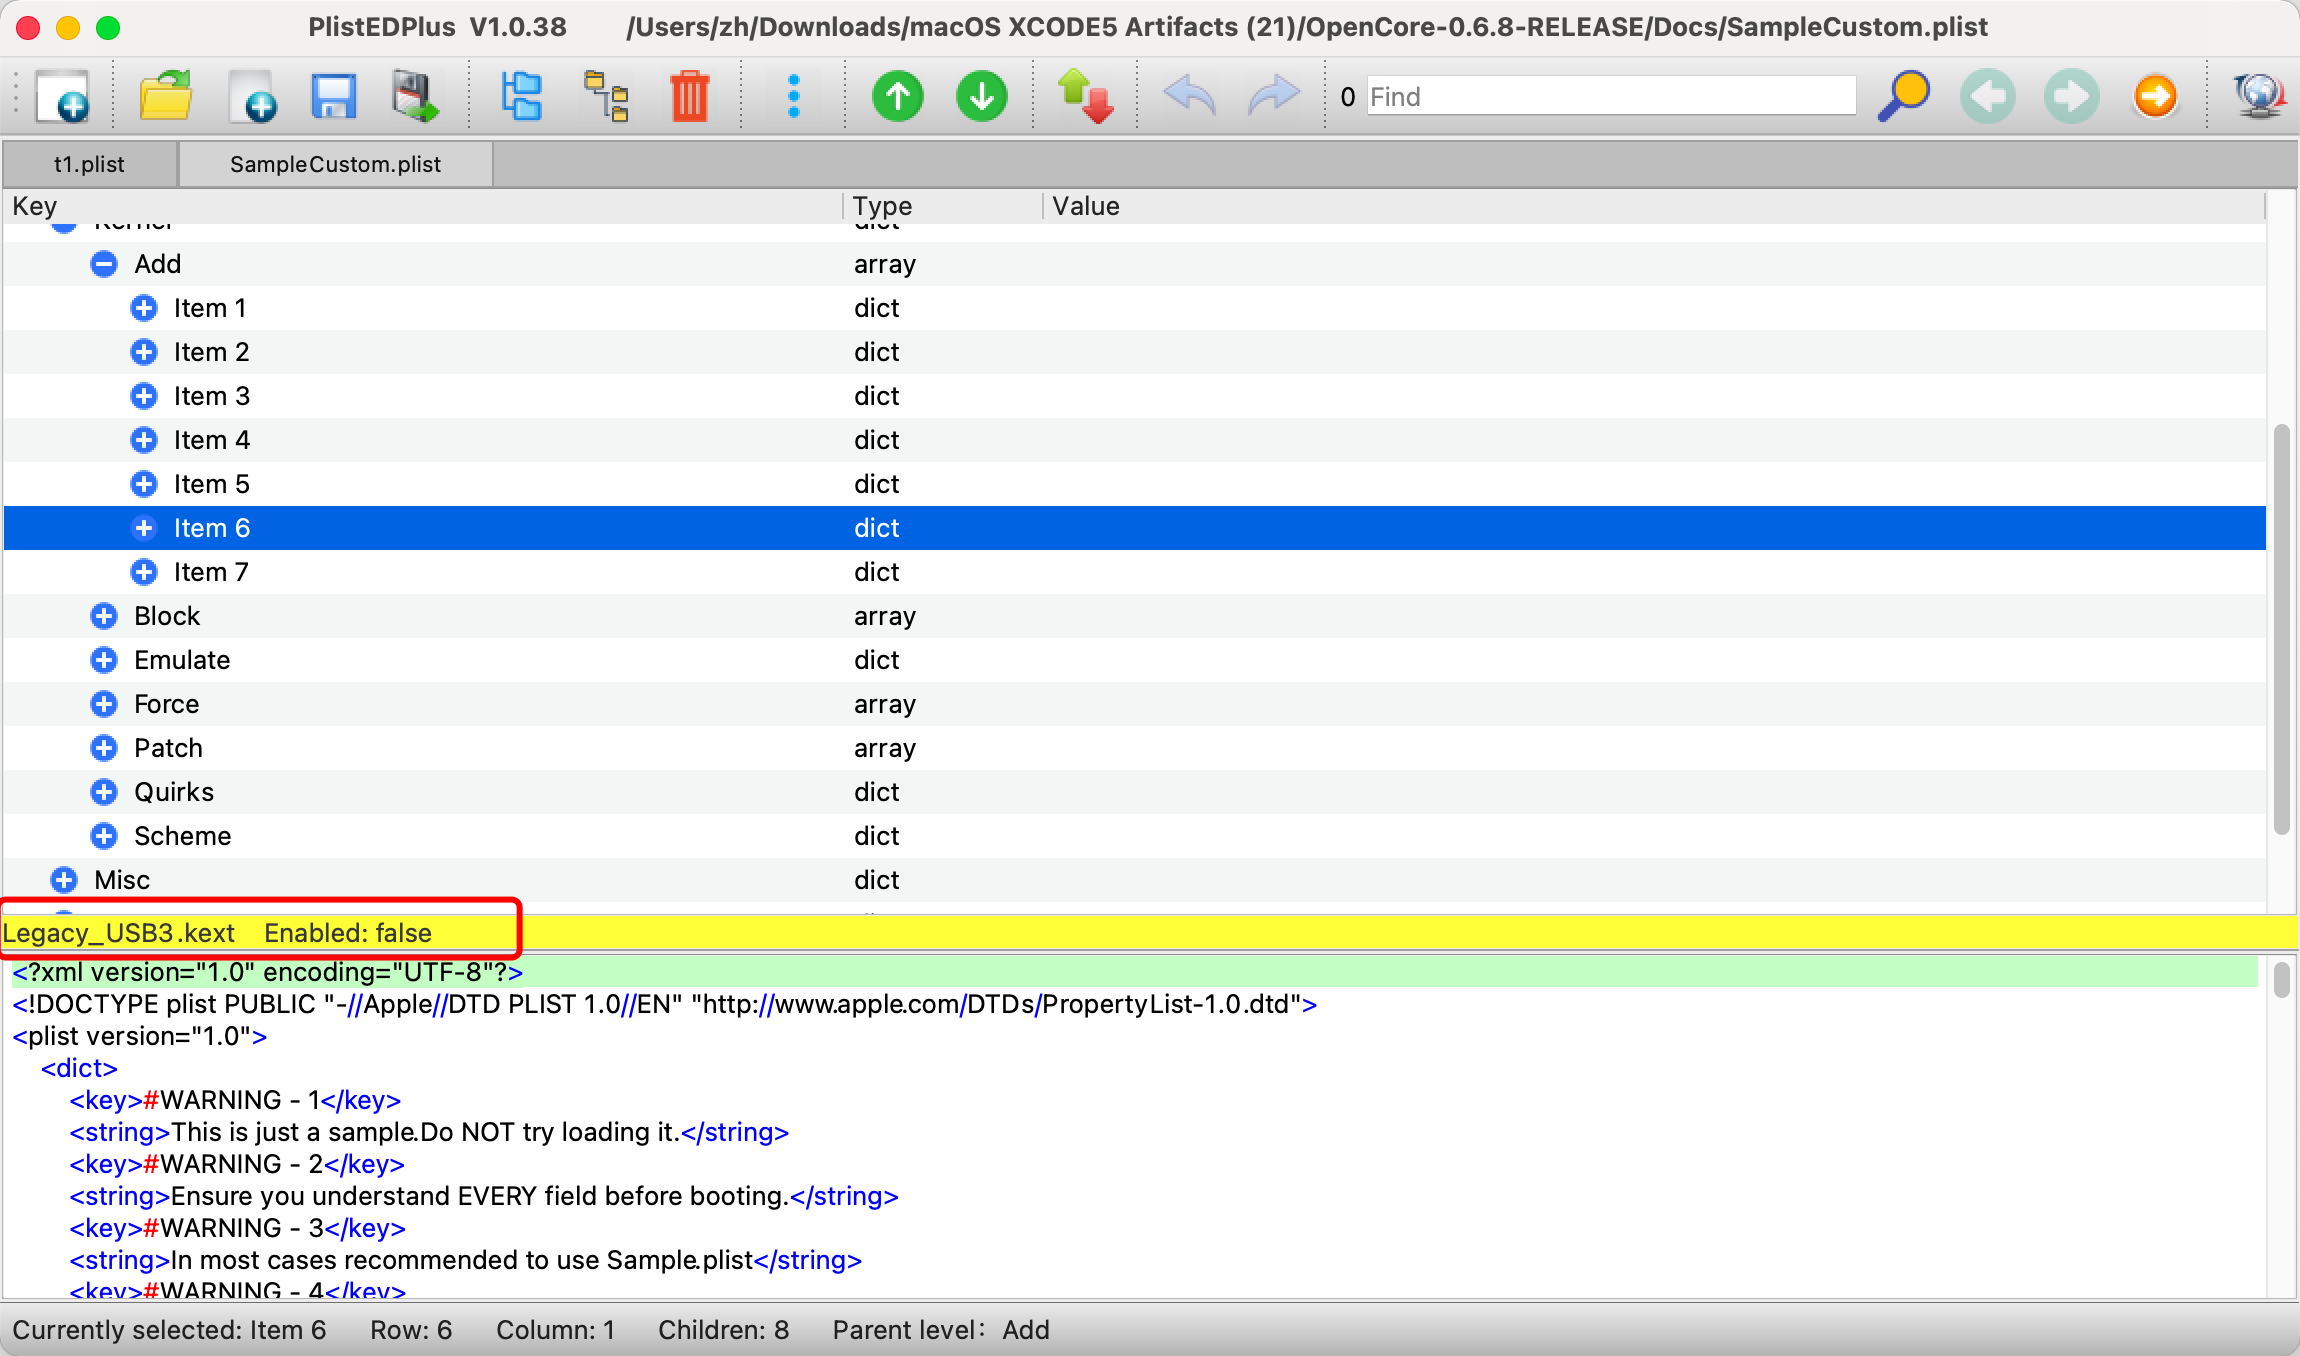 PlistEDPlus V1.0.38 /Users/zh/Downloads/macOS XCODE5 Artifacts (21)/OpenCore-0.6.8-RELEASE/Docs/SampleCustom.plist
0 Find
t1.plist SampleCustom.plist
Key Type Value
Kernel dict
Add array
Item 1 dict
Item 2 dict
Item 3 dict
Item 4 dict
Item 5 dict
Item 6 dict
Item 7 dict
Block array
Emulate dict
Force array
Patch array
Quirks dict
Scheme dict
Misc dict
Legacy_USB3.kext Enabled: false
<?xml version="1.0" encoding="UTF-8"?>
<!DOCTYPE plist PUBLIC "-//Apple//DTD PLIST 1.0//EN" "http://www.apple.com/DTDs/PropertyList-1.0.dtd">
<plist version="1.0">
<dict>
<key>#WARNING - 1</key>
<string>This is just a sample.Do NOT try loading it.</string>
<key>#WARNING - 2</key>
<string>Ensure you understand EVERY field before booting.</string>
<key>#WARNING - 3</key>
<string>In most cases recommended to use Sample.plist</string>
<key>#WARNING - 4</key>
Currently selected: Item 6 Row: 6 Column: 1 Children: 8 Parent level: Add